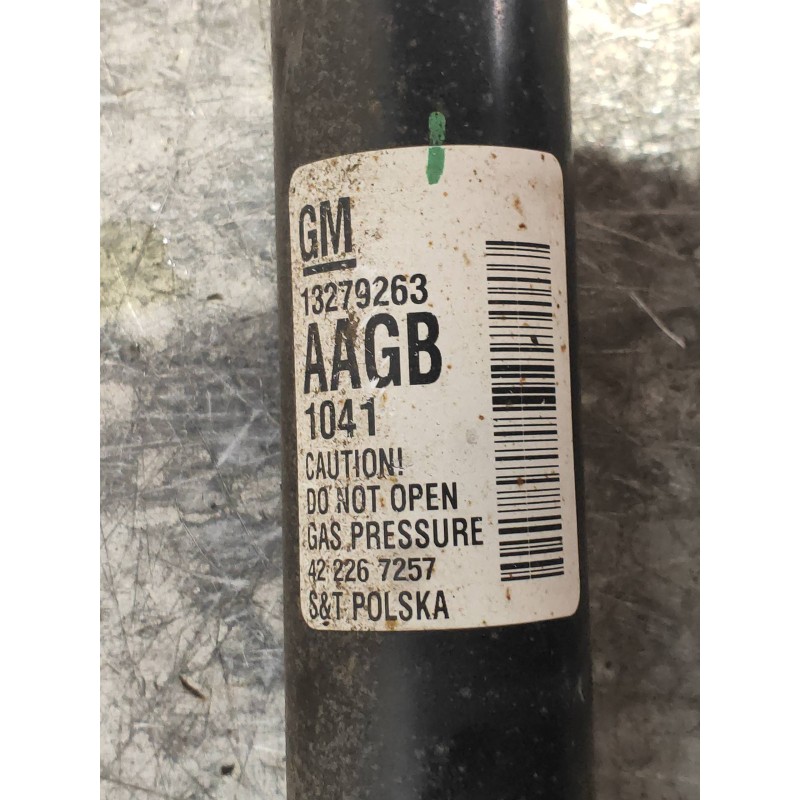 GM
13279263
AAGB
1041
CAUTION!
DO NOT OPEN
GAS PRESSURE
42 226 7257
S&T POLSKA